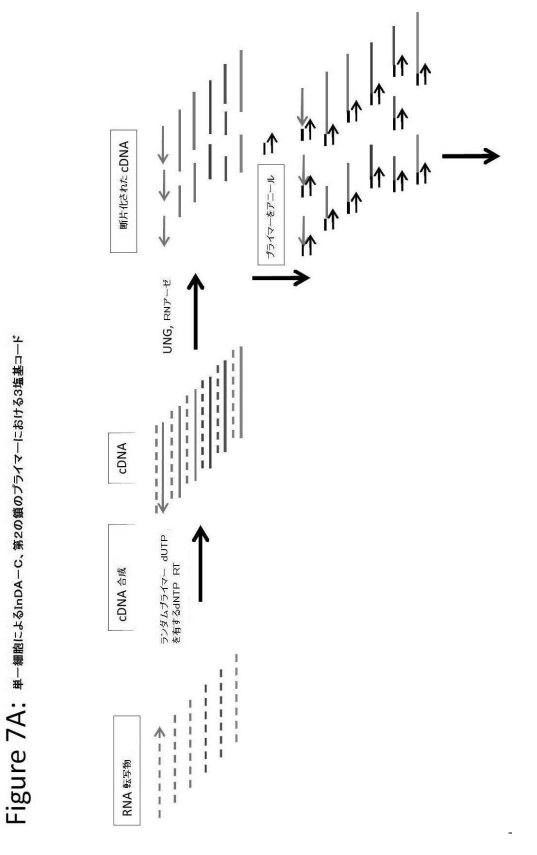 Figure 7A: 単一細胞によるInDA－C、第2の鎖のプライマーにおける3塩基コード
RNA 転写物
cDNA 合成
ランダムプライマー dUTP
を有するdNTP RT
cDNA
UNG, RNアーゼ
断片化された cDNA
プライマーをアニール